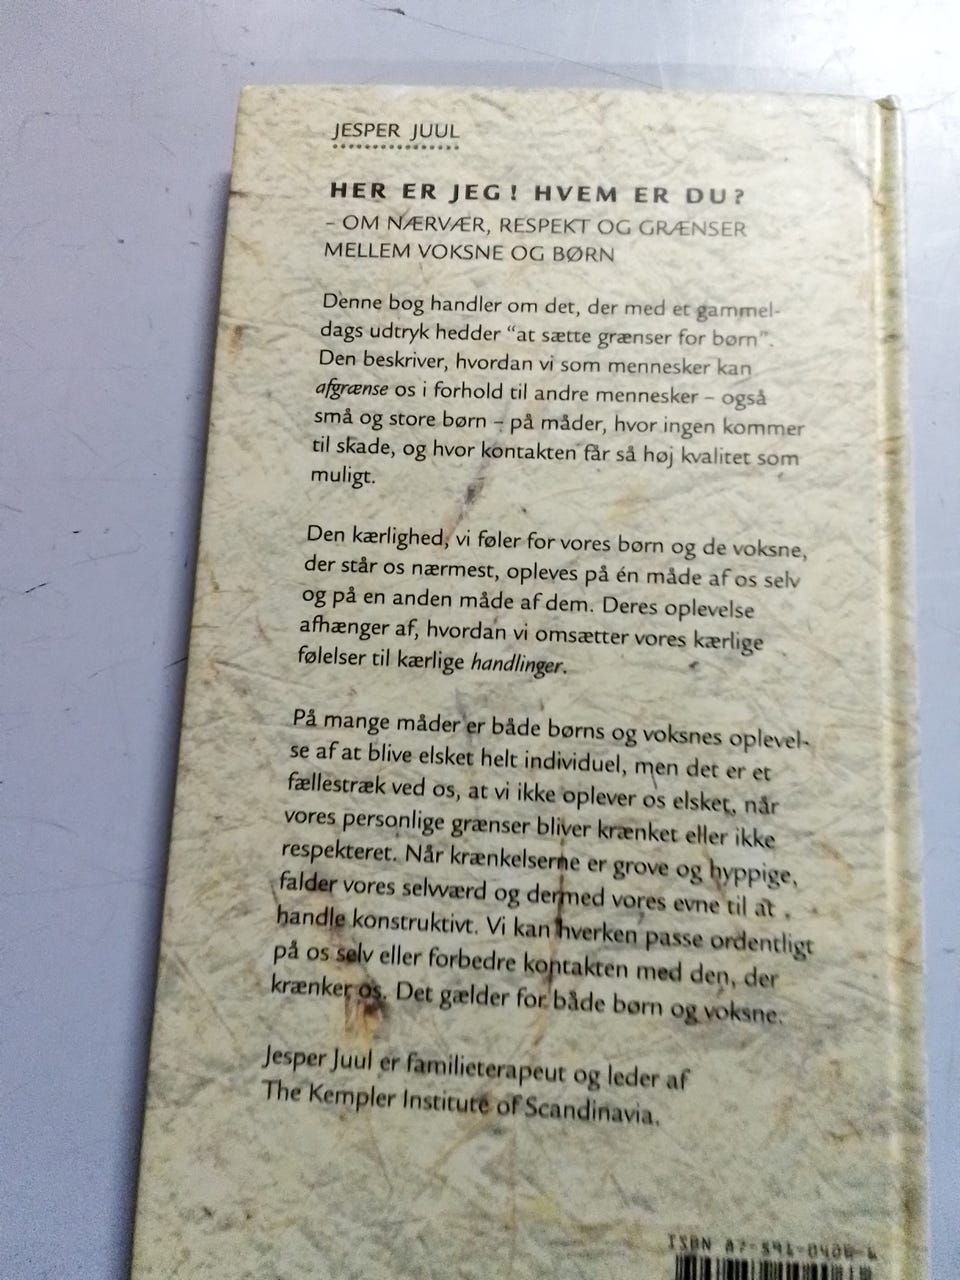 JESPER JUUL
HER ER JEG! HVEM ER DU?
– OM NÆRVÆR, RESPEKT OG GRÆNSER
MELLEM VOKSNE OG BØRN
Denne bog handler om det, der med et gammel-
dags udtryk hedder "at sætte grænser for børn".
Den beskriver, hvordan vi som mennesker kan
afgrænse os i forhold til andre mennesker – også
små og store børn – på måder, hvor ingen kommer
til skade, og hvor kontakten får så høj kvalitet som
muligt.
Den kærlighed, vi føler for vores børn og de voksne,
der står os nærmest, opleves på én måde af os selv
og på en anden måde af dem. Deres oplevelse
afhænger af, hvordan vi omsætter vores kærlige
følelser til kærlige handlinger.
På mange måder er både børns og voksnes oplevel-
se af at blive elsket helt individuel, men det er et
fællestræk ved os, at vi ikke oplever os elsket, når
vores personlige grænser bliver krænket eller ikke
respekteret. Når krænkelserne er grove og hyppige,
falder vores selvværd og dermed vores evne til at
handle konstruktivt. Vi kan hverken passe ordentligt
på os selv eller forbedre kontakten med den, der
krænker os. Det gælder for både børn og voksne.
Jesper Juul er familieterapeut og leder af
The Kempler Institute of Scandinavia.
ISBN